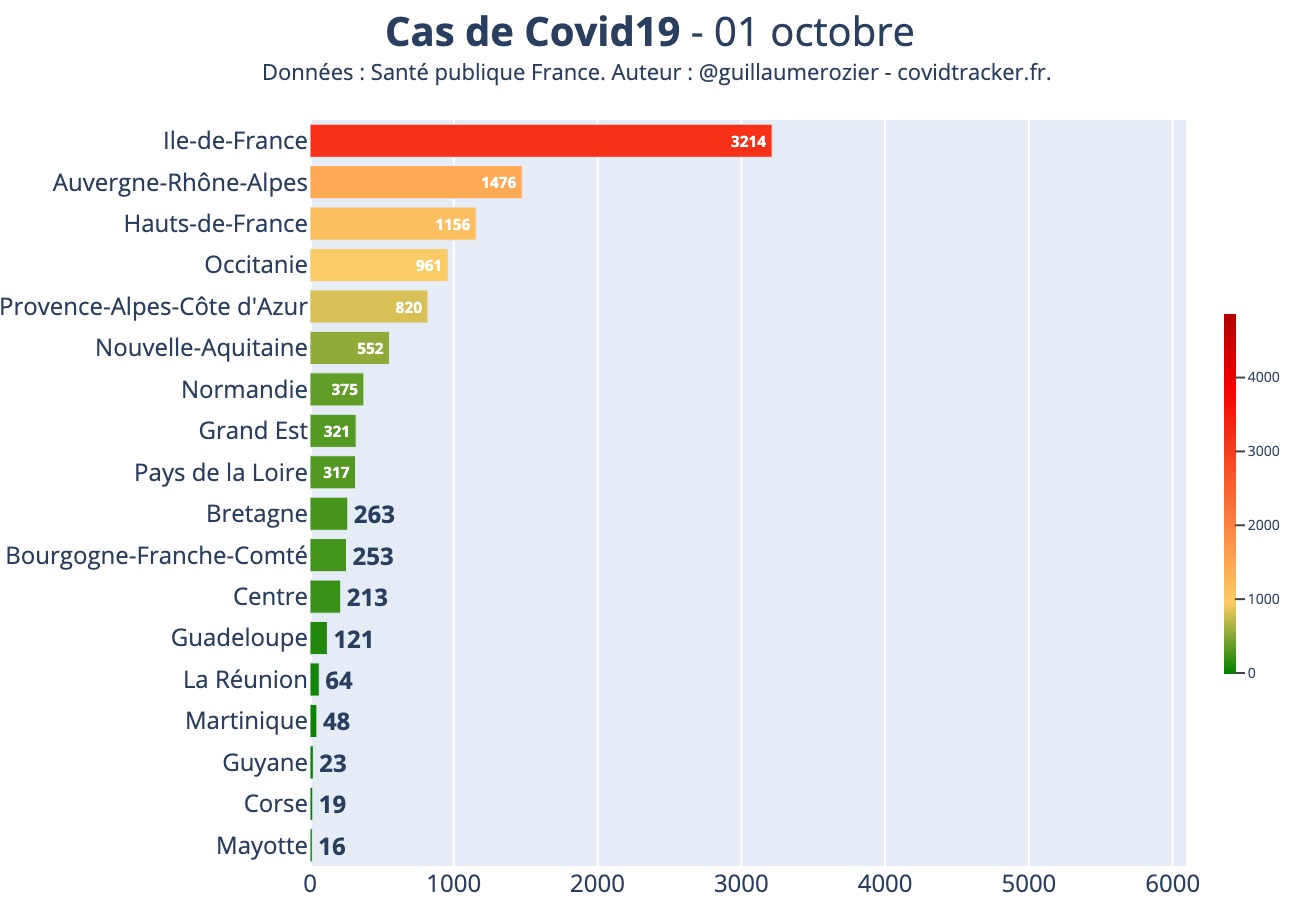 Cas de Covid19 - 01 octobre
Données : Santé publique France. Auteur : @guillaumerozier - covidtracker.fr.
Ile-de-France 3214
Auvergne-Rhône-Alpes 1476
Hauts-de-France 1156
Occitanie 961
Provence-Alpes-Côte d'Azur 820
Nouvelle-Aquitaine 552
Normandie 375
Grand Est 321
Pays de la Loire 317
Bretagne 263
Bourgogne-Franche-Comté 253
Centre 213
Guadeloupe 121
La Réunion 64
Martinique 48
Guyane 23
Corse 19
Mayotte 16
0 1000 2000 3000 4000 5000 6000
4000
3000
2000
1000
0